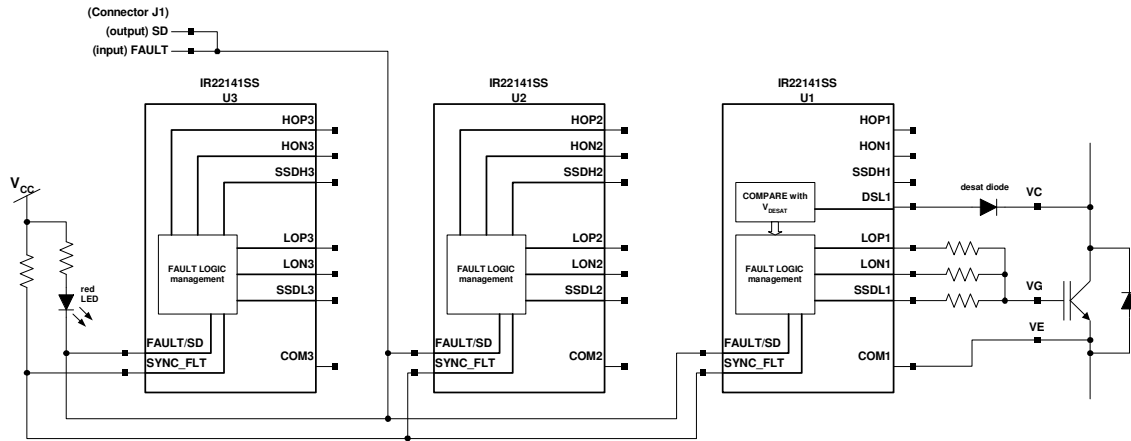 (Connector J1)
(output) SD
(input) FAULT
IR22141SS
U3
HOP3
HON3
SSDH3
FAULT LOGIC
management
LOP3
LON3
SSDL3
FAULT/SD
SYNC_FLT
COM3
VCC
red
LED
IR22141SS
U2
HOP2
HON2
SSDH2
FAULT LOGIC
management
LOP2
LON2
SSDL2
FAULT/SD
SYNC_FLT
COM2
IR22141SS
U1
HOP1
HON1
SSDH1
DSL1
COMPARE with
VDESAT
FAULT LOGIC
management
LOP1
LON1
SSDL1
FAULT/SD
SYNC_FLT
COM1
desat diode
VC
VG
VE